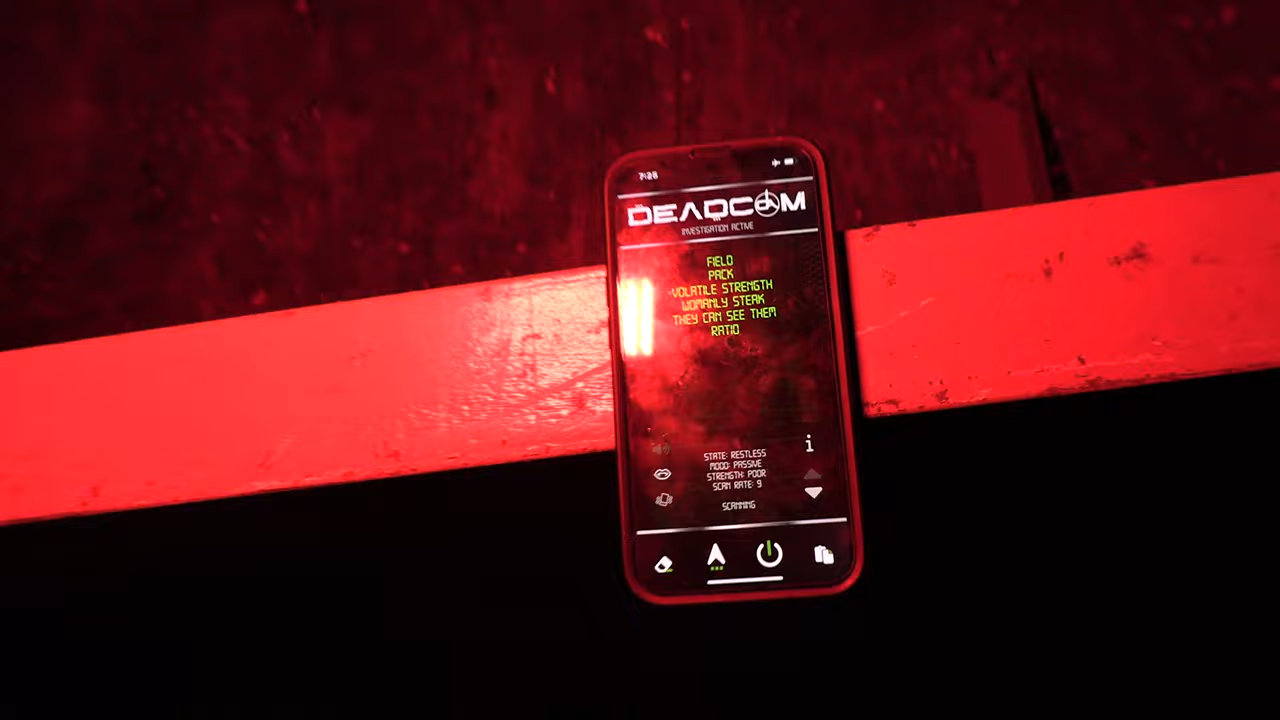 7:28
DEADCOM
INVESTIGATION ACTIVE
FIELD
PACK
VOLATILE STRENGTH
WOMANLY STEAK
THEY CAN SEE THEM
RATIO
STATE: RESTLESS
MOOD: PASSIVE
STRENGTH: POOR
SCAN RATE: 9
SCANNING